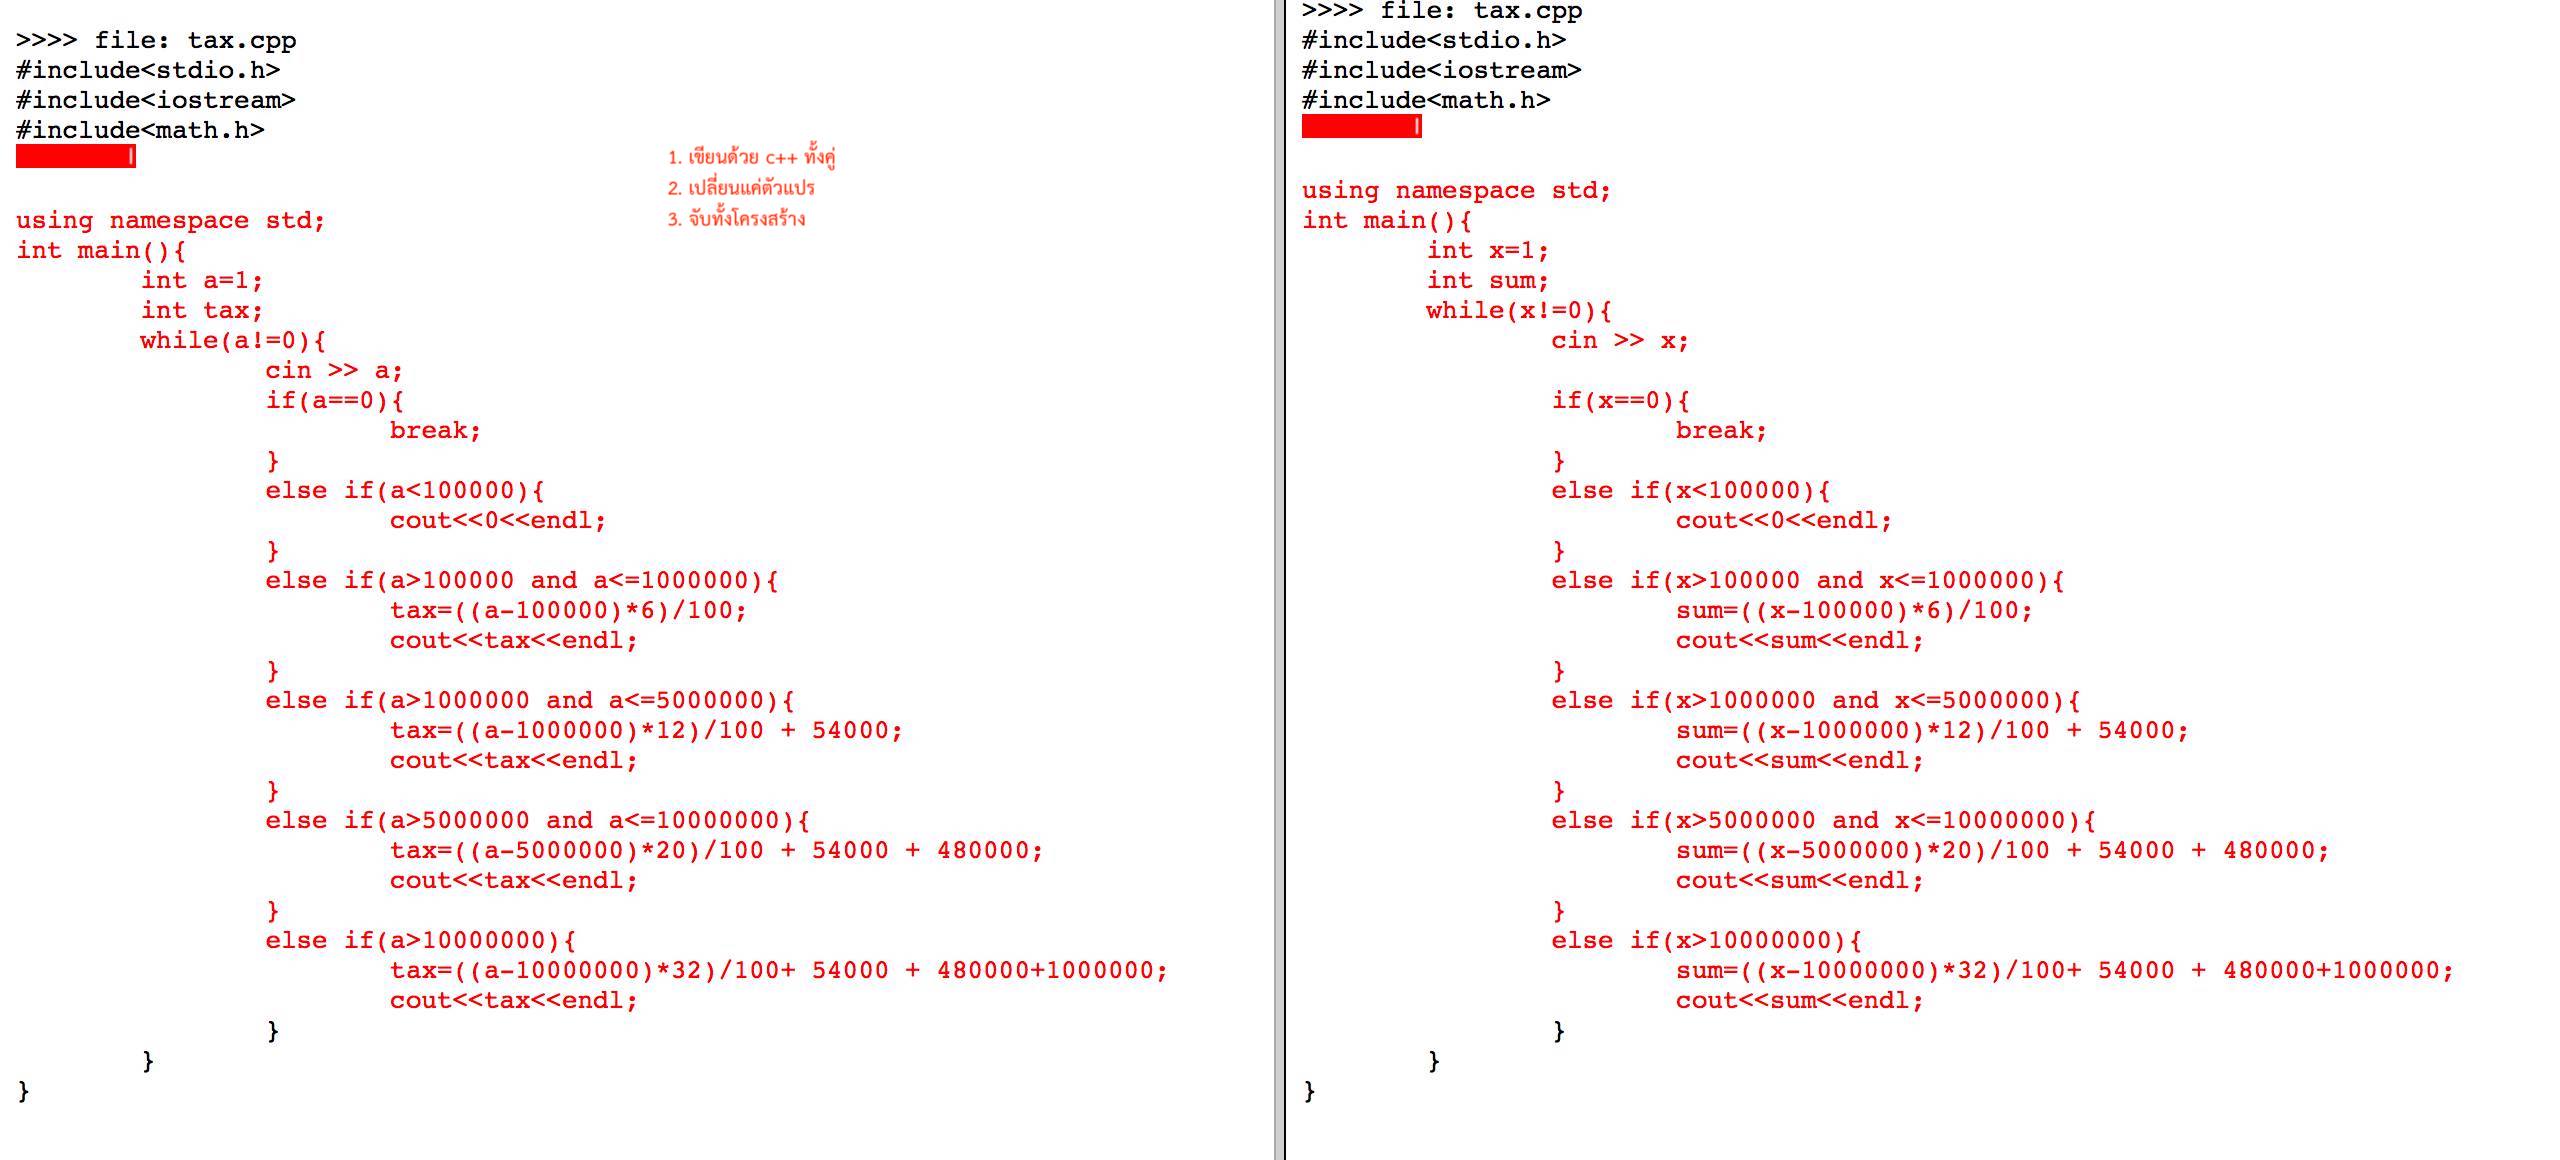 >>>> file: tax.cpp
#include<stdio.h>
#include<iostream>
#include<math.h>
using namespace std;
int main(){
int a=1;
int tax;
while(a!=0){
cin >> a;
if(a==0){
break;
}
else if(a<100000){
cout<<0<<endl;
}
else if(a>100000 and a<=1000000){
tax=((a-100000)*6)/100;
cout<<tax<<endl;
}
else if(a>1000000 and a<=5000000){
tax=((a-1000000)*12)/100 + 54000;
cout<<tax<<endl;
}
else if(a>5000000 and a<=10000000){
tax=((a-5000000)*20)/100 + 54000 + 480000;
cout<<tax<<endl;
}
else if(a>10000000){
tax=((a-10000000)*32)/100+ 54000 + 480000+1000000;
cout<<tax<<endl;
}
}
}
1. เขียนด้วย c++ ทั้งคู่
2. เปลี่ยนแค่ตัวแปร
3. จับทั้งโครงสร้าง
>>>> file: tax.cpp
#include<stdio.h>
#include<iostream>
#include<math.h>
using namespace std;
int main(){
int x=1;
int sum;
while(x!=0){
cin >> x;
if(x==0){
break;
}
else if(x<100000){
cout<<0<<endl;
}
else if(x>100000 and x<=1000000){
sum=((x-100000)*6)/100;
cout<<sum<<endl;
}
else if(x>1000000 and x<=5000000){
sum=((x-1000000)*12)/100 + 54000;
cout<<sum<<endl;
}
else if(x>5000000 and x<=10000000){
sum=((x-5000000)*20)/100 + 54000 + 480000;
cout<<sum<<endl;
}
else if(x>10000000){
sum=((x-10000000)*32)/100+ 54000 + 480000+1000000;
cout<<sum<<endl;
}
}
}